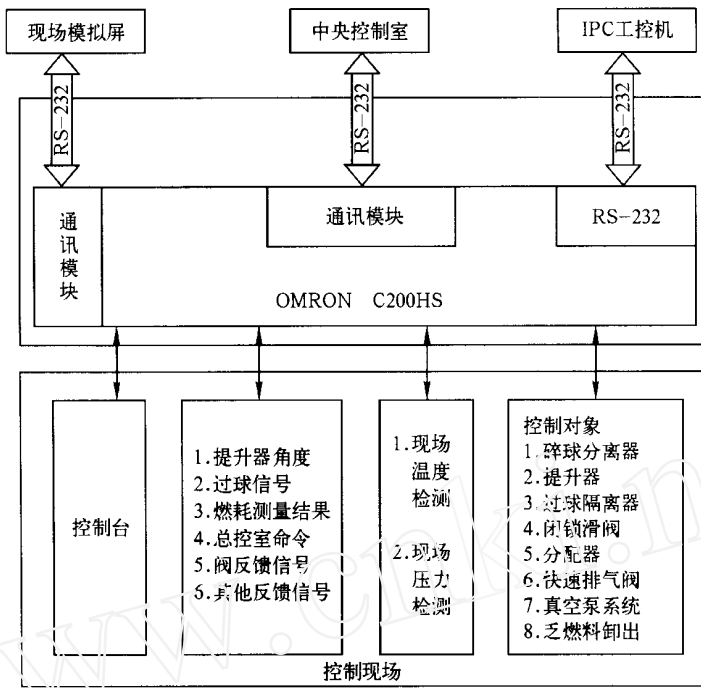 现场模拟屏
中央控制室
IPC工控机
RS-232
RS-232
RS-232
通讯模块
通讯模块
RS-232
OMRON C200HS
控制台
1.提升器角度
2.过球信号
3.燃耗测量结果
4.总控室命令
5.阀反馈信号
6.其他反馈信号
1.现场
温度
检测
2.现场
压力
检测
控制对象
1.碎球分离器
2.提升器
3.过球隔离器
4.闭锁滑阀
5.分配器
6.快速排气阀
7.真空泵系统
8.乏燃料卸出
控制现场
www.cnki.n